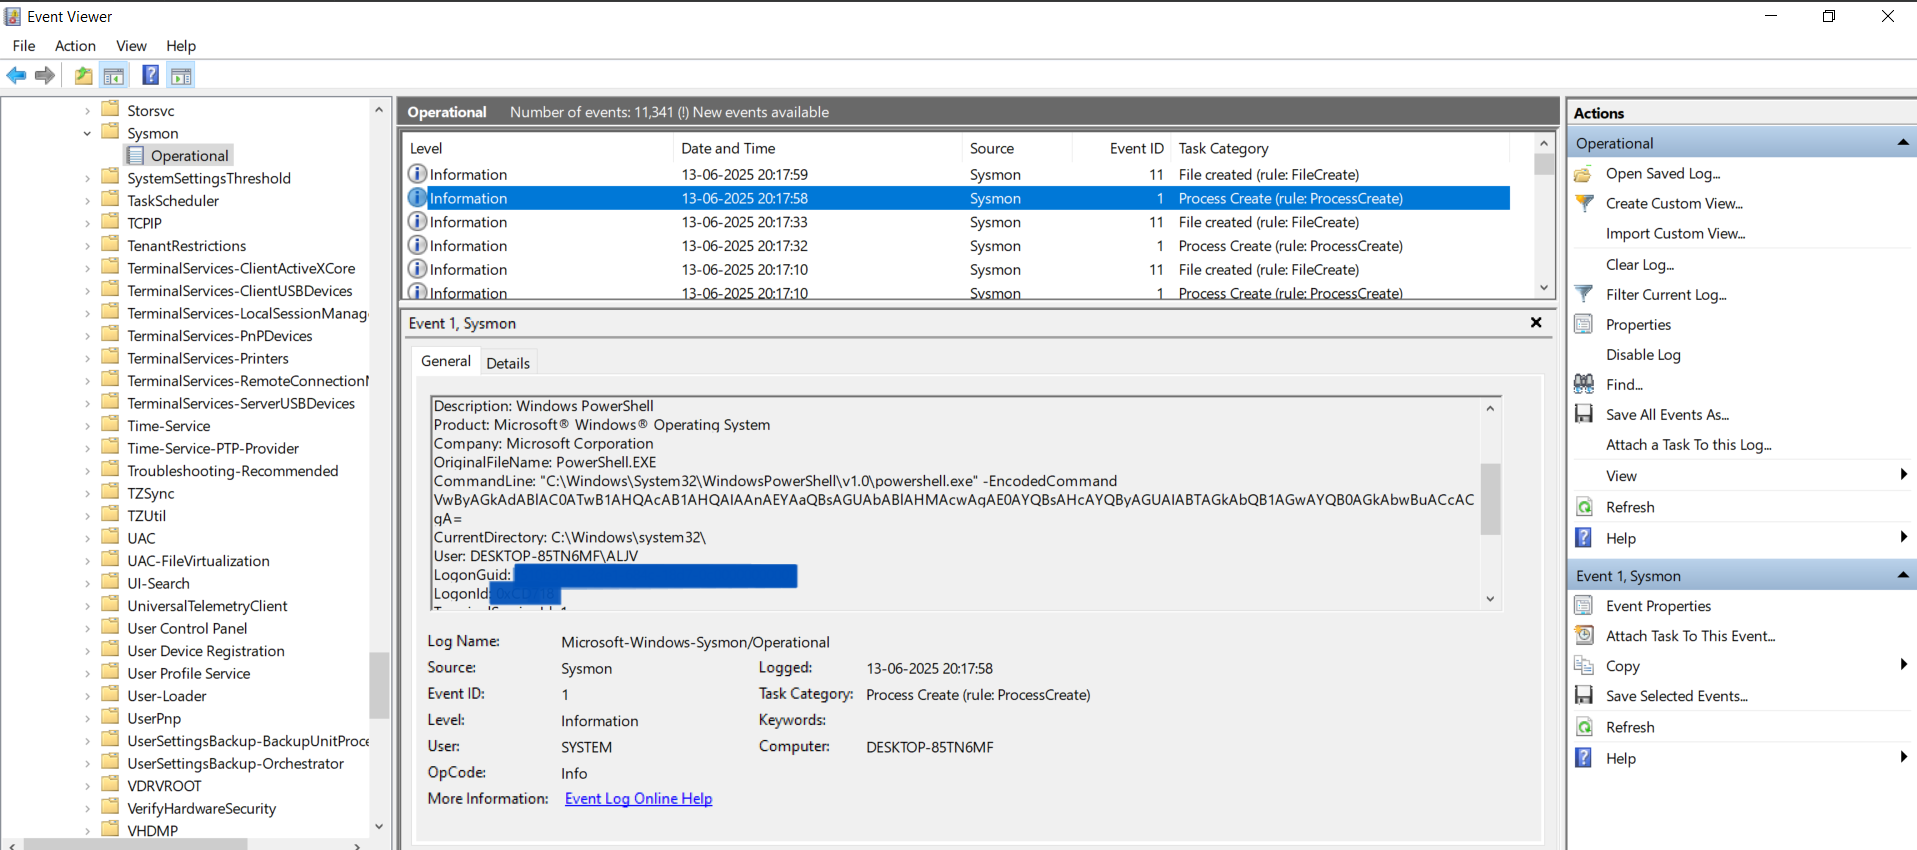 Event Viewer
File Action View Help
Storsvc
Sysmon
Operational
SystemSettingsThreshold
TaskScheduler
TCPIP
TenantRestrictions
TerminalServices-ClientActiveXCore
TerminalServices-ClientUSBDevices
TerminalServices-LocalSessionManag
TerminalServices-PnPDevices
TerminalServices-Printers
TerminalServices-RemoteConnection
TerminalServices-ServerUSBDevices
Time-Service
Time-Service-PTP-Provider
Troubleshooting-Recommended
TZSync
TZUtil
UAC
UAC-FileVirtualization
UI-Search
UniversalTelemetryClient
User Control Panel
User Device Registration
User Profile Service
User-Loader
UserPnp
UserSettingsBackup-BackupUnitProce
UserSettingsBackup-Orchestrator
VDRVROOT
VerifyHardwareSecurity
VHDMP
Operational Number of events: 11,341 (!) New events available
Level Date and Time Source Event ID Task Category
Information 13-06-2025 20:17:59 Sysmon 11 File created (rule: FileCreate)
Information 13-06-2025 20:17:58 Sysmon 1 Process Create (rule: ProcessCreate)
Information 13-06-2025 20:17:33 Sysmon 11 File created (rule: FileCreate)
Information 13-06-2025 20:17:32 Sysmon 1 Process Create (rule: ProcessCreate)
Information 13-06-2025 20:17:10 Sysmon 11 File created (rule: FileCreate)
Information 13-06-2025 20:17:10 Sysmon 1 Process Create (rule: ProcessCreate)
Event 1, Sysmon
General Details
Description: Windows PowerShell
Product: Microsoft® Windows® Operating System
Company: Microsoft Corporation
OriginalFileName: PowerShell.EXE
CommandLine: "C:\Windows\System32\WindowsPowerShell\v1.0\powershell.exe" -EncodedCommand
VwByAGkAdABlAC0ATwB1AHQAcAB1AHQAIAAnAEYAaQBsAGUAbABlAHMAcwAgAE0AYQBsAHcAYQByAGUAIABTAGkAbQB1AGwAYQB0AGkAbwBuACcAC
gA=
CurrentDirectory: C:\Windows\system32\
User: DESKTOP-85TN6MF\ALJV
LogonGuid:
LogonId:
Log Name: Microsoft-Windows-Sysmon/Operational
Source: Sysmon Logged: 13-06-2025 20:17:58
Event ID: 1 Task Category: Process Create (rule: ProcessCreate)
Level: Information Keywords:
User: SYSTEM Computer: DESKTOP-85TN6MF
OpCode: Info
More Information: Event Log Online Help
Actions
Operational
Open Saved Log...
Create Custom View...
Import Custom View...
Clear Log...
Filter Current Log...
Properties
Disable Log
Find...
Save All Events As...
Attach a Task To this Log...
View
Refresh
Help
Event 1, Sysmon
Event Properties
Attach Task To This Event...
Copy
Save Selected Events...
Refresh
Help